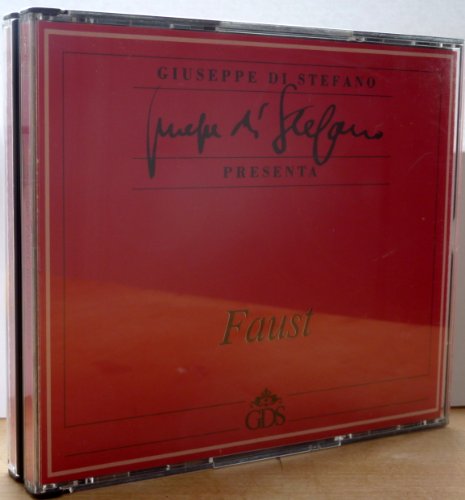 GIUSEPPE DI STEFANO
Giuseppe di Stefano
PRESENTA
Faust
GDS